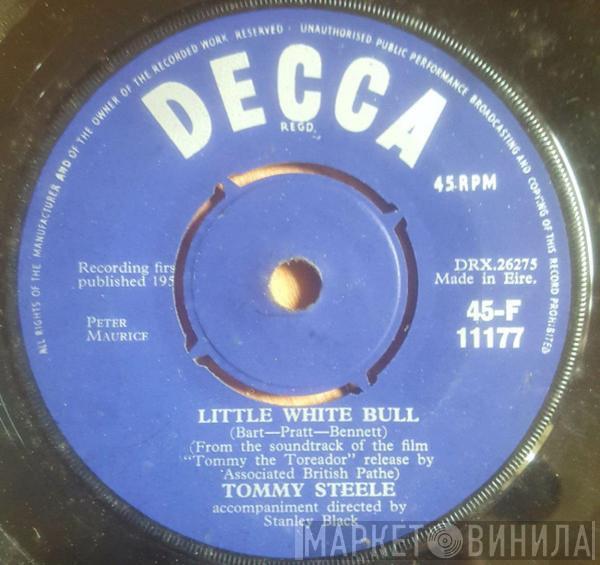 ALL RIGHTS OF THE MANUFACTURER AND OF THE OWNER OF THE RECORDED WORK RESERVED · UNAUTHORISED PUBLIC PERFORMANCE BROADCASTING AND COPYING OF THIS RECORD PROHIBITED
DECCA
REGD.
45-RPM
Recording firs
published 195
DRX.26275
Made in Eire.
PETER
MAURICE
45-F
11177
LITTLE WHITE BULL
(Bart—Pratt—Bennett)
(From the soundtrack of the film
"Tommy the Toreador" release by
Associated British Pathe)
TOMMY STEELE
accompaniment directed by
Stanley Black
МАРКЕТ ВИНИЛА